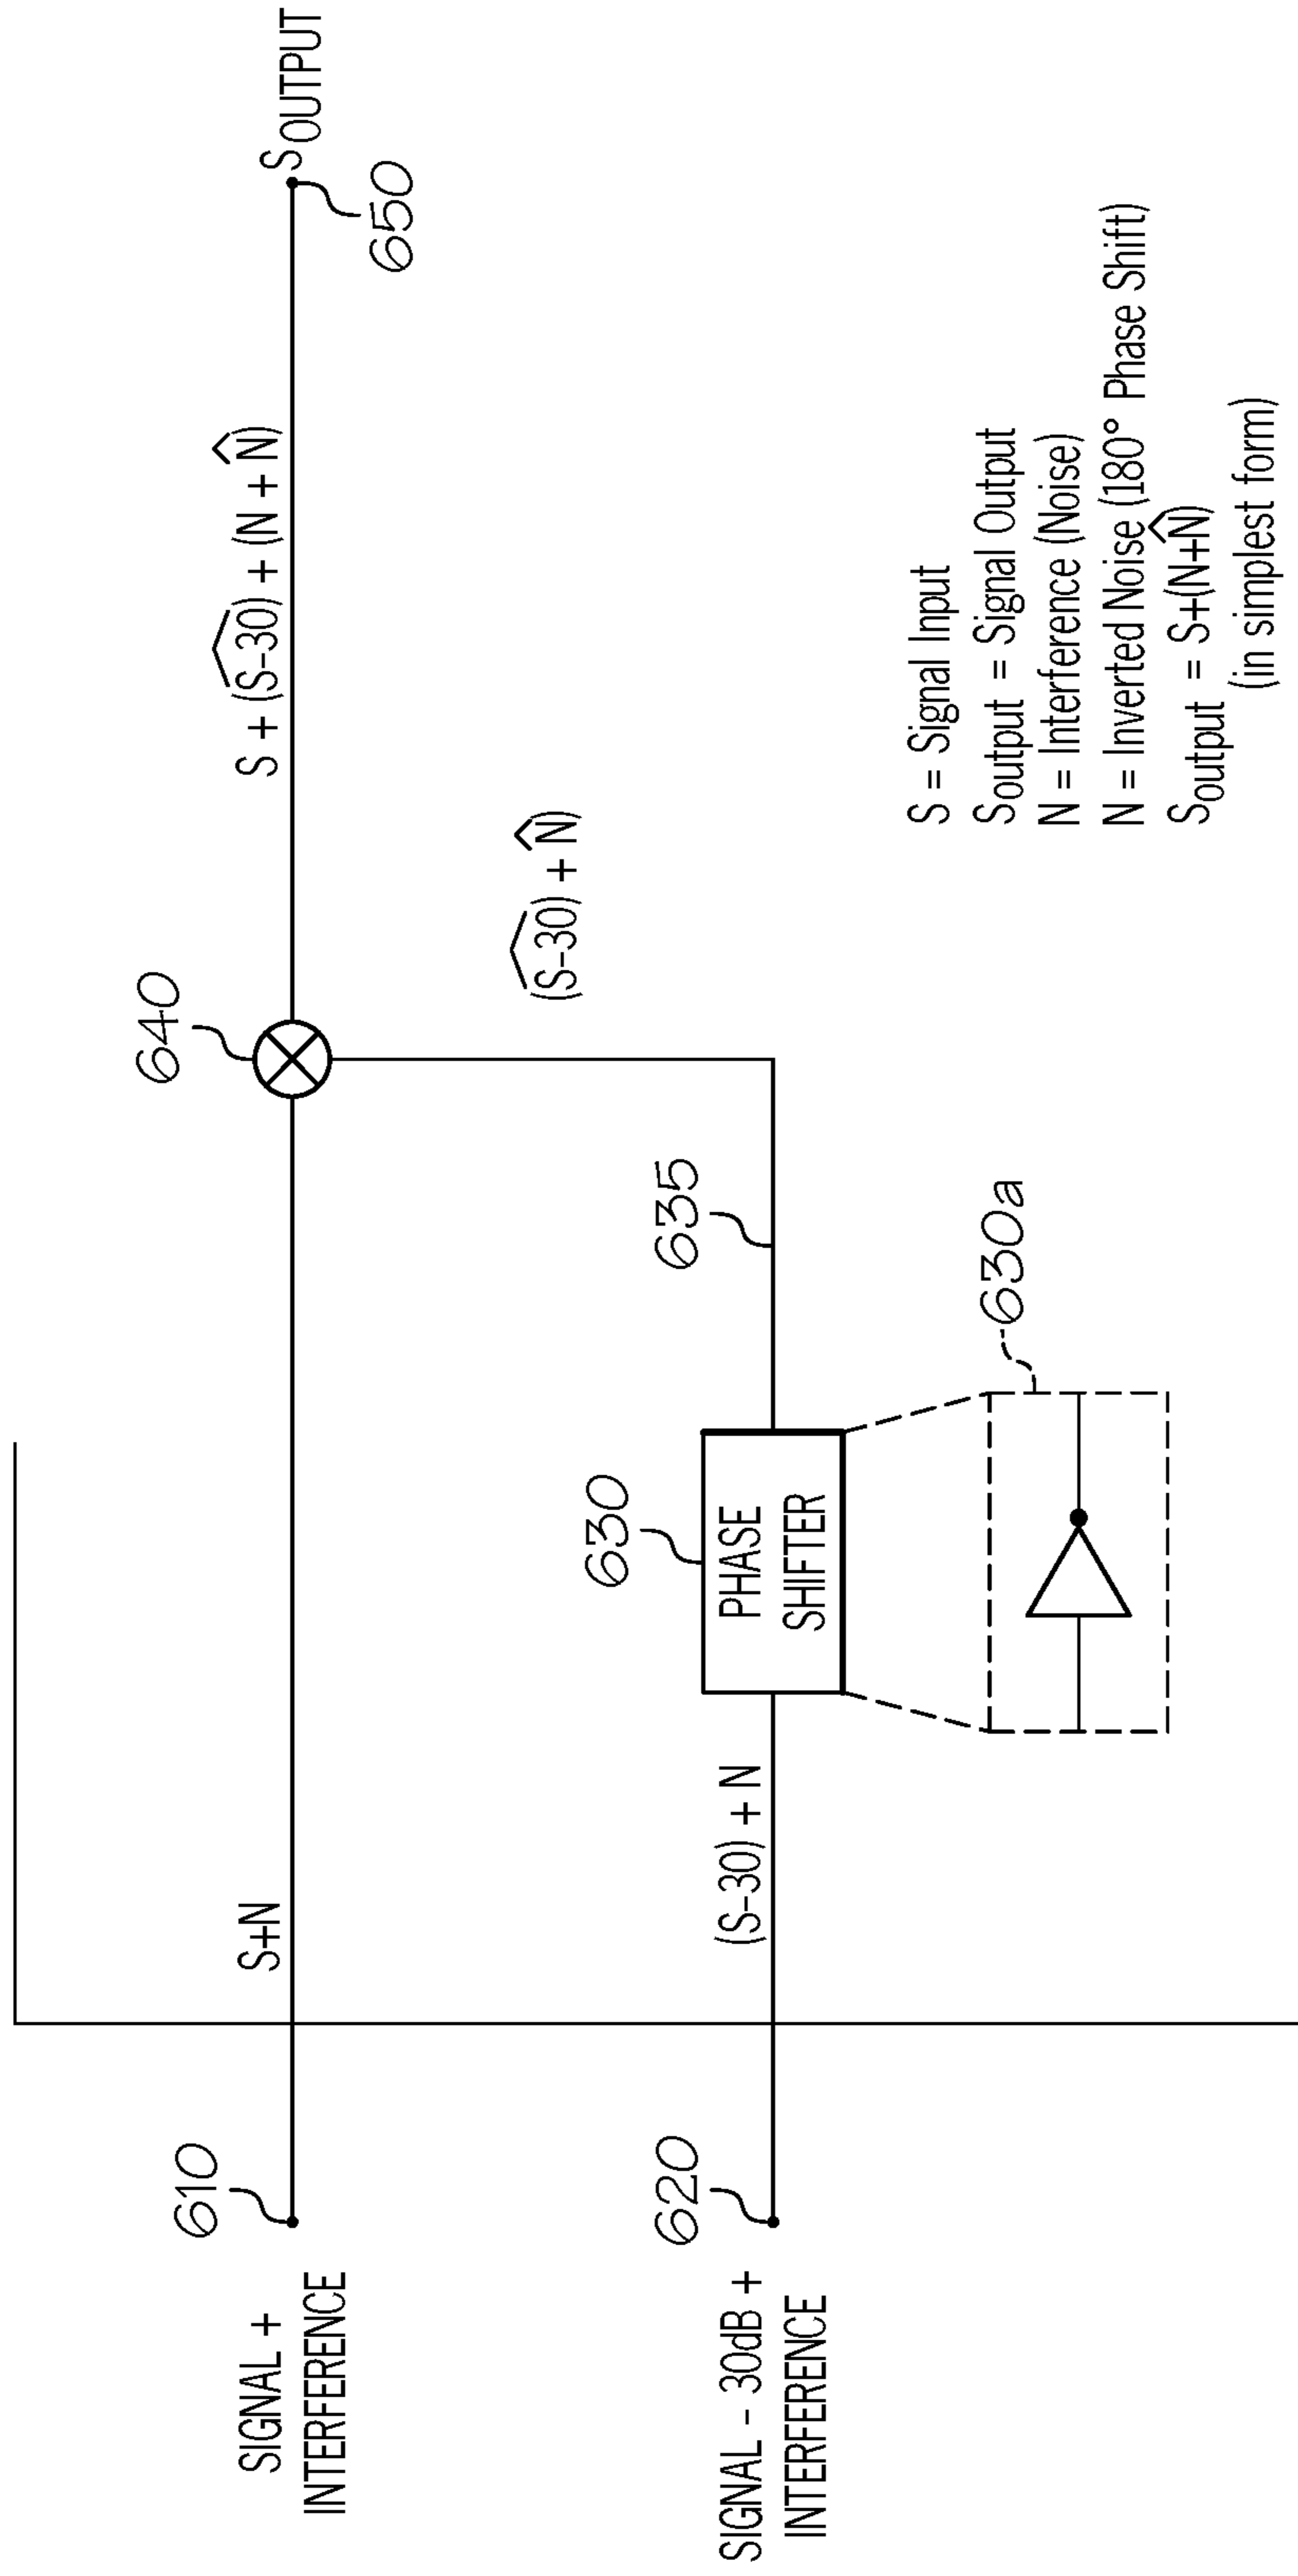 610
SIGNAL +
INTERFERENCE
S+N
640
S + (S-30)^ + (N + N̂)
SOUTPUT
650
620
SIGNAL - 30dB +
INTERFERENCE
(S-30) + N
630
PHASE
SHIFTER
635
(S-30)^ + N̂)
630a
S = Signal Input
Soutput = Signal Output
N = Interference (Noise)
N = Inverted Noise (180° Phase Shift)
Soutput = S+(N+N̂)
(in simplest form)